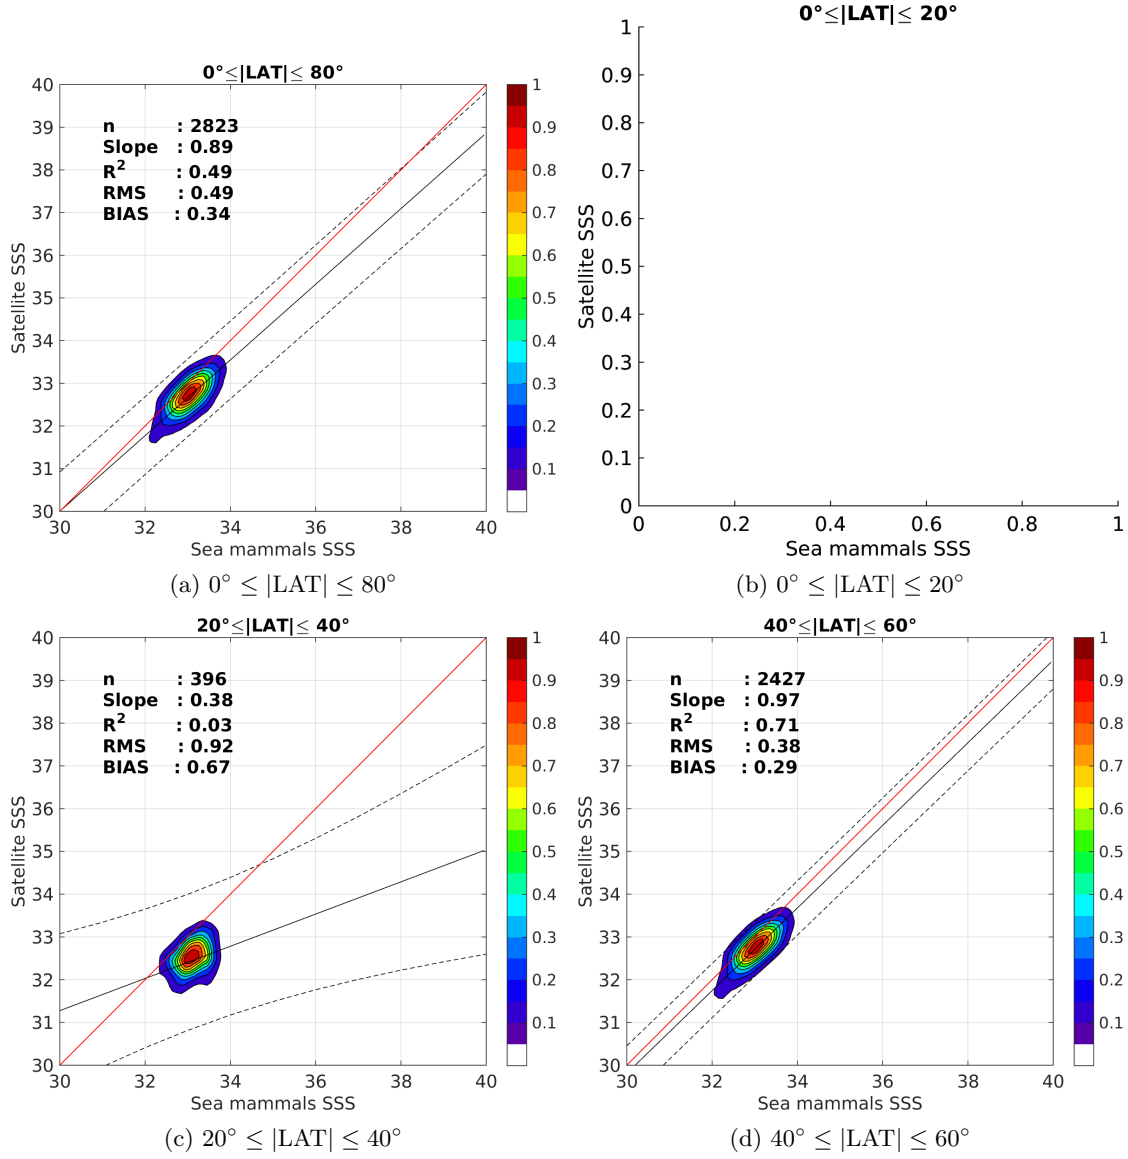 0°≤|LAT|≤ 80°
n : 2823
Slope : 0.89
R² : 0.49
RMS : 0.49
BIAS : 0.34
40
39
38
37
36
35
34
33
32
31
30
30 32 34 36 38 40
Satellite SSS
Sea mammals SSS
1
0.9
0.8
0.7
0.6
0.5
0.4
0.3
0.2
0.1
(a) 0° ≤ |LAT| ≤ 80°
0°≤|LAT|≤ 20°
1
0.9
0.8
0.7
0.6
0.5
0.4
0.3
0.2
0.1
0
0 0.2 0.4 0.6 0.8 1
Satellite SSS
Sea mammals SSS
(b) 0° ≤ |LAT| ≤ 20°
20°≤|LAT|≤ 40°
n : 396
Slope : 0.38
R² : 0.03
RMS : 0.92
BIAS : 0.67
40
39
38
37
36
35
34
33
32
31
30
30 32 34 36 38 40
Satellite SSS
Sea mammals SSS
1
0.9
0.8
0.7
0.6
0.5
0.4
0.3
0.2
0.1
(c) 20° ≤ |LAT| ≤ 40°
40°≤|LAT|≤ 60°
n : 2427
Slope : 0.97
R² : 0.71
RMS : 0.38
BIAS : 0.29
40
39
38
37
36
35
34
33
32
31
30
30 32 34 36 38 40
Satellite SSS
Sea mammals SSS
1
0.9
0.8
0.7
0.6
0.5
0.4
0.3
0.2
0.1
(d) 40° ≤ |LAT| ≤ 60°